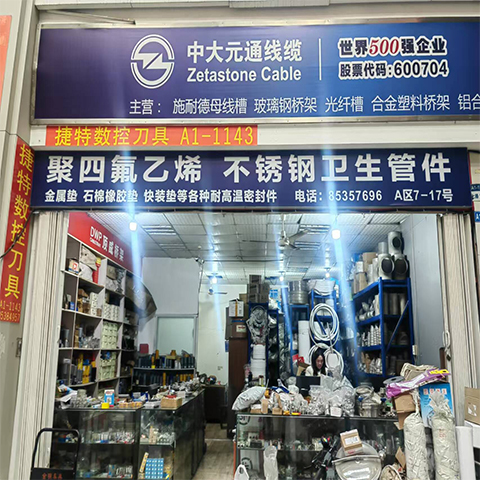 中大元通线缆
Zetastone Cable
世界500强企业
股票代码:600704
主营: 施耐德母线槽 玻璃钢桥架 光纤槽 合金塑料桥架 铝合
捷特数控刀具 A1-1143
聚四氟乙烯 不锈钢卫生管件
金属垫 石棉橡胶垫 快装垫等各种耐高温密封件 电话:85357696 A区7-17号
捷特数控刀具
A1-1143
DWP